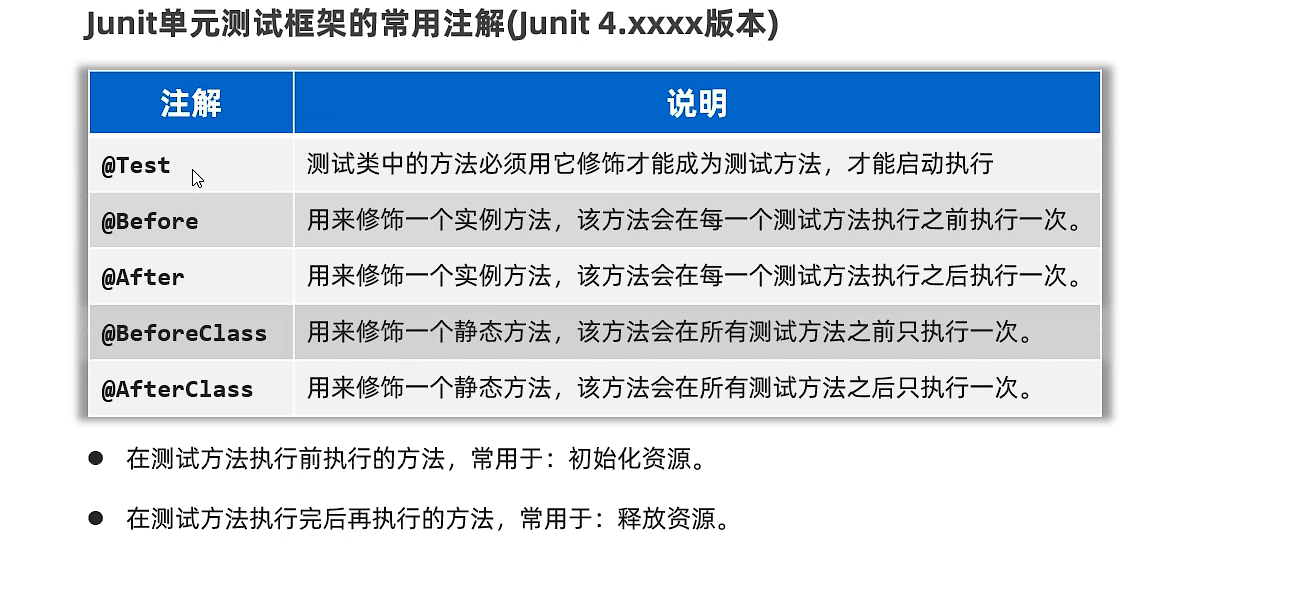 Junit单元测试框架的常用注解(Junit 4.xxxx版本)
注解 说明
@Test 测试类中的方法必须用它修饰才能成为测试方法，才能启动执行
@Before 用来修饰一个实例方法，该方法会在每一个测试方法执行之前执行一次。
@After 用来修饰一个实例方法，该方法会在每一个测试方法执行之后执行一次。
@BeforeClass 用来修饰一个静态方法，该方法会在所有测试方法之前只执行一次。
@AfterClass 用来修饰一个静态方法，该方法会在所有测试方法之后只执行一次。
● 在测试方法执行前执行的方法，常用于：初始化资源。
● 在测试方法执行完后再执行的方法，常用于：释放资源。